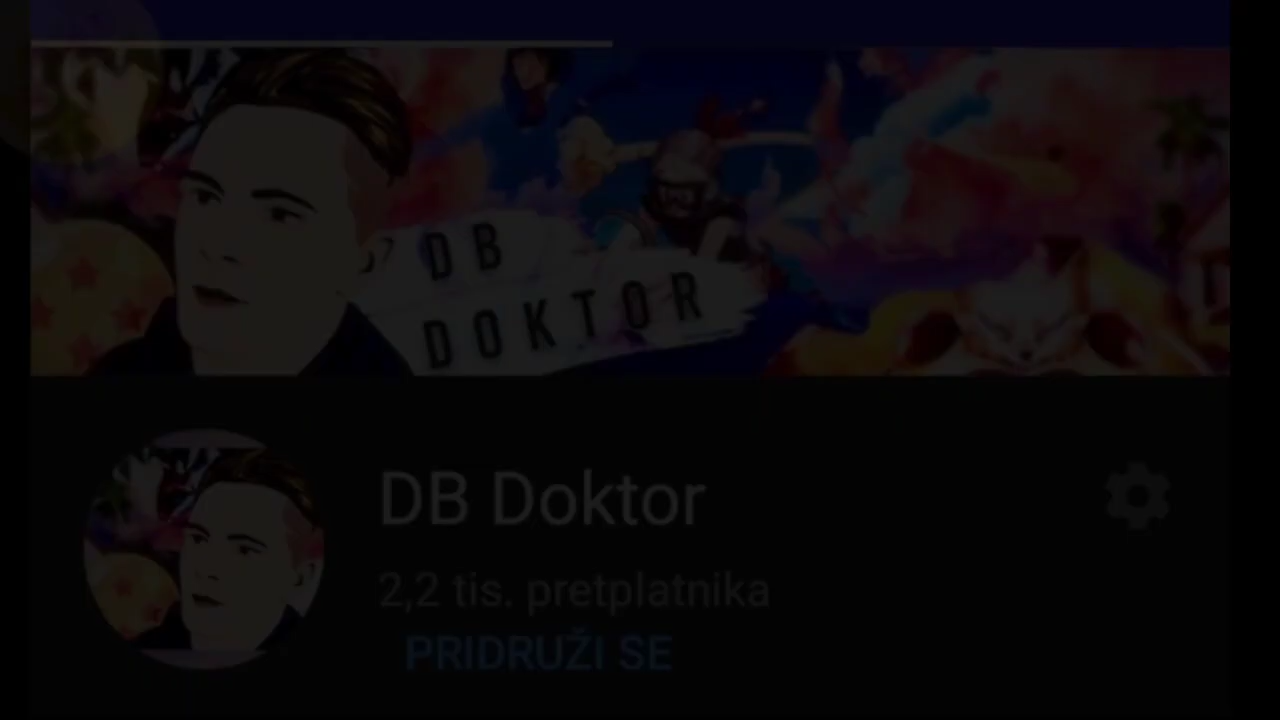 DB
DOKTOR
DB Doktor
2,2 tis. pretplatnika
PRIDRUŽI SE